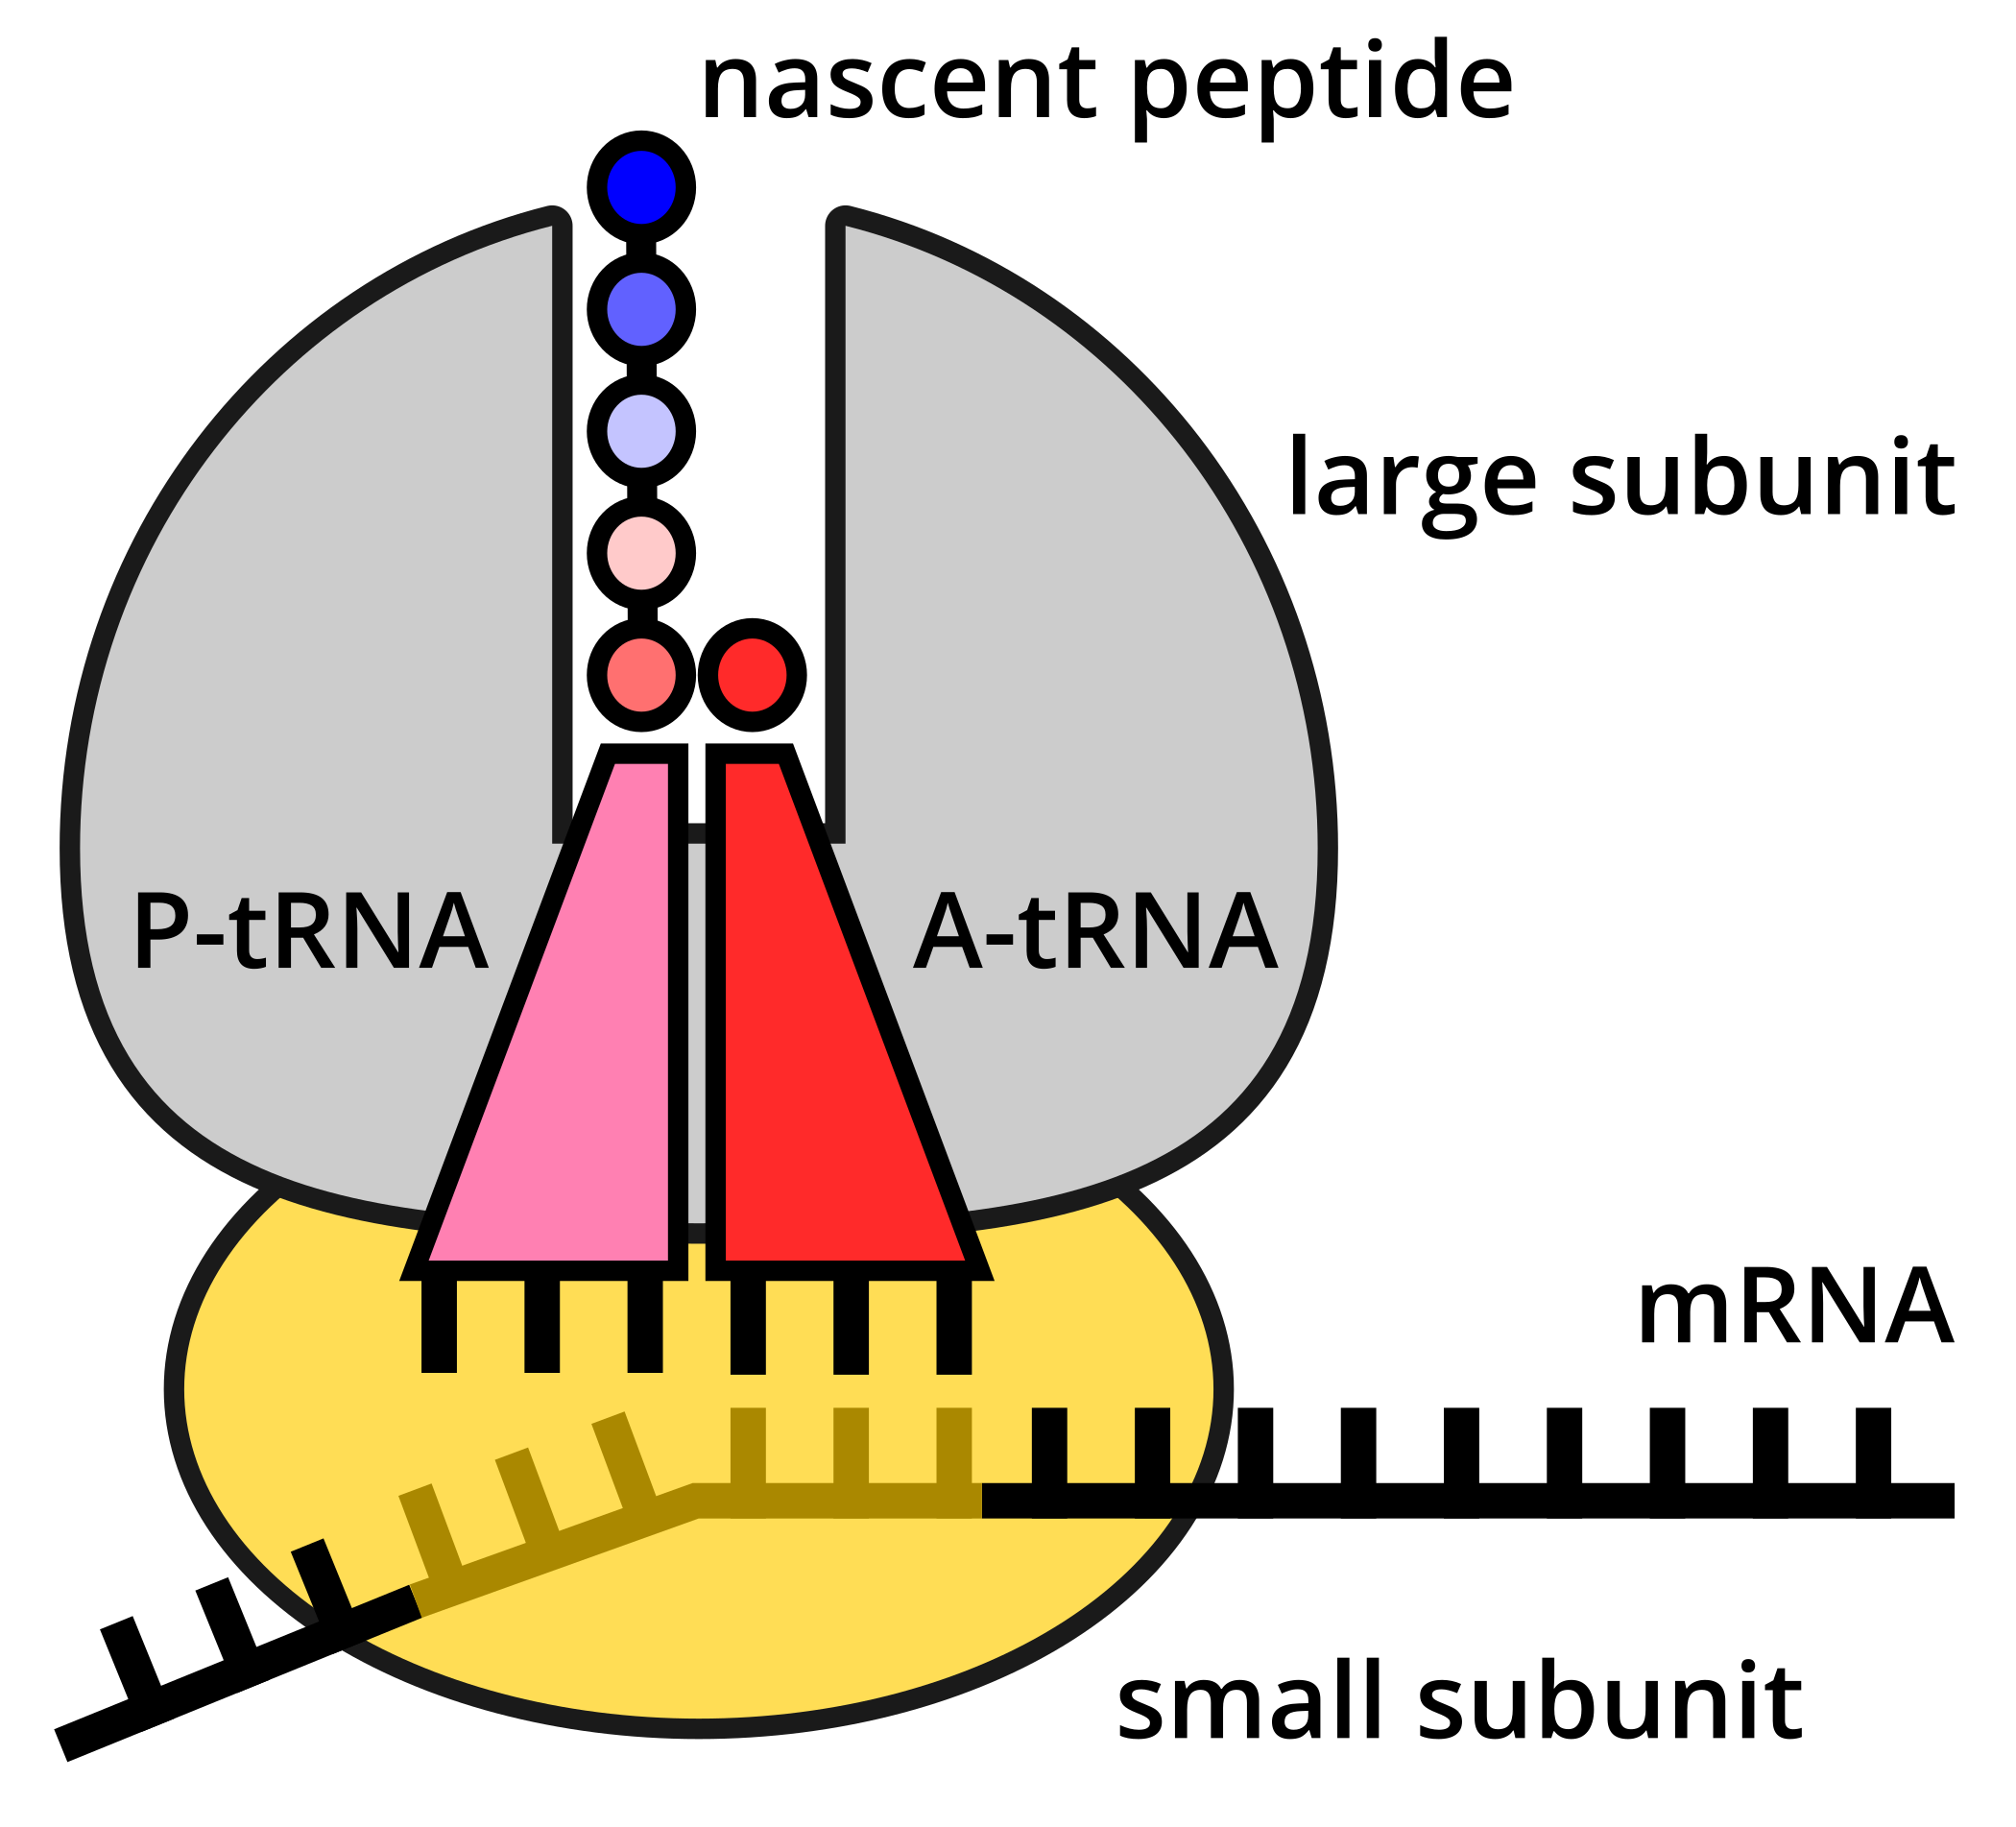 nascent peptide
large subunit
P-tRNA
A-tRNA
mRNA
small subunit